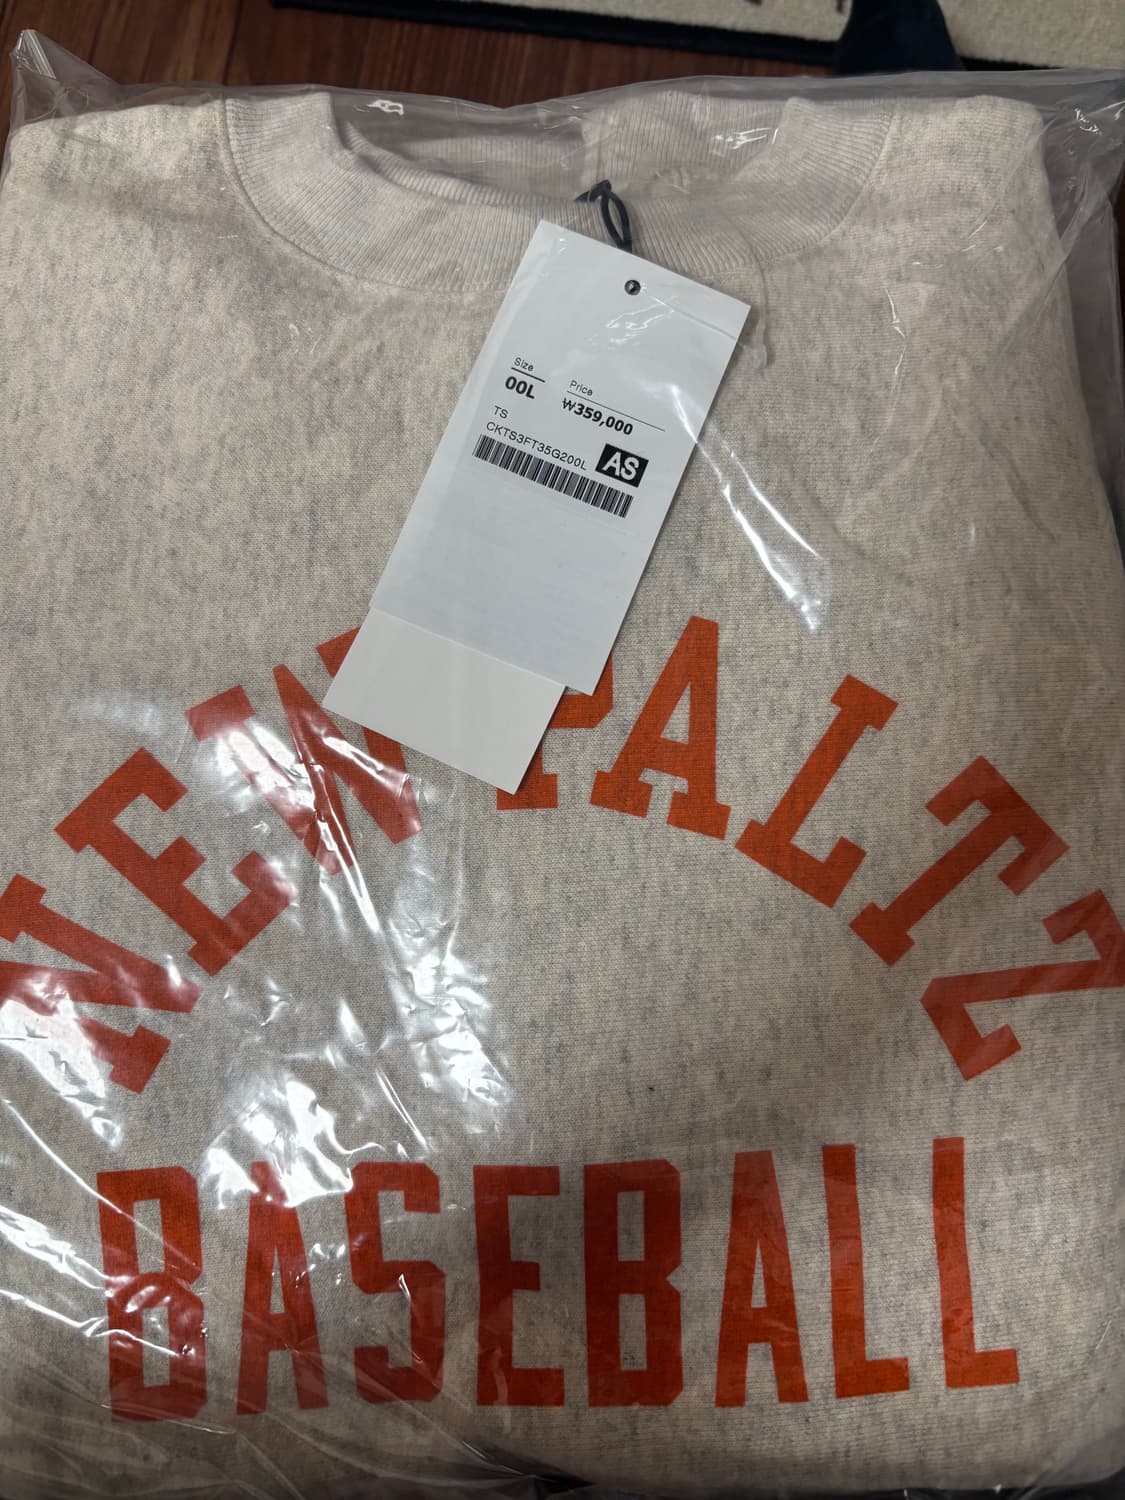 Size
00L
Price
₩359,000
TS
CKTS3FT35G200L
AS
NEW PALTZ
BASEBALL